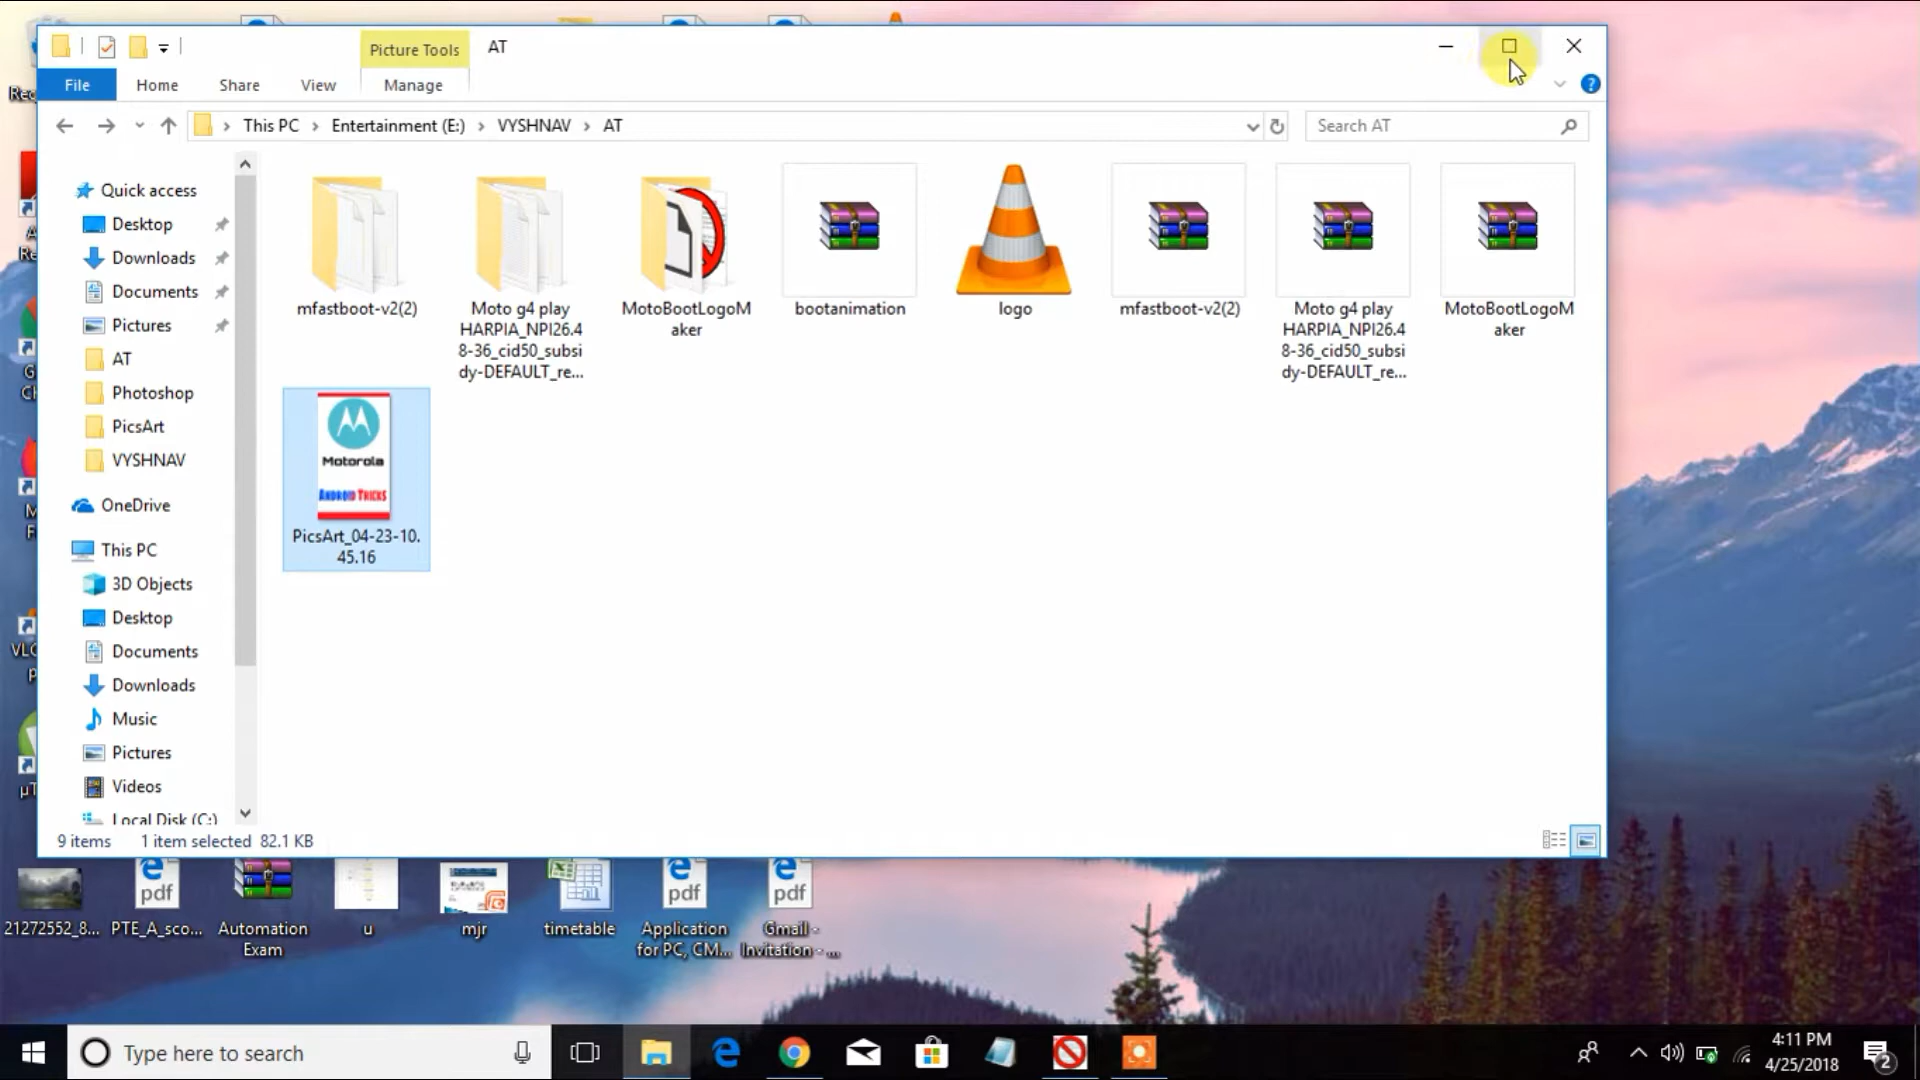 Picture Tools
AT
File
Home
Share
View
Manage
This PC
Entertainment (E:)
VYSHNAV
AT
Search AT
Quick access
Desktop
Downloads
Documents
Pictures
AT
Photoshop
PicsArt
VYSHNAV
OneDrive
This PC
3D Objects
Desktop
Documents
Downloads
Music
Pictures
Videos
Local Disk (C:)
mfastboot-v2(2)
Moto g4 play
HARPIA_NPI26.4
8-36_cid50_subsi
dy-DEFAULT_re...
MotoBootLogoM
aker
bootanimation
logo
mfastboot-v2(2)
Moto g4 play
HARPIA_NPI26.4
8-36_cid50_subsi
dy-DEFAULT_re...
MotoBootLogoM
aker
Motorola
ANDROID TRICKS
PicsArt_04-23-10.
45.16
9 items
1 item selected 82.1 KB
21272552_8...
pdf
PTE_A_sco...
Automation
Exam
u
mjr
timetable
pdf
Application
for PC, CM...
pdf
Gmail -
Invitation - ...
Type here to search
4:11 PM
4/25/2018
2